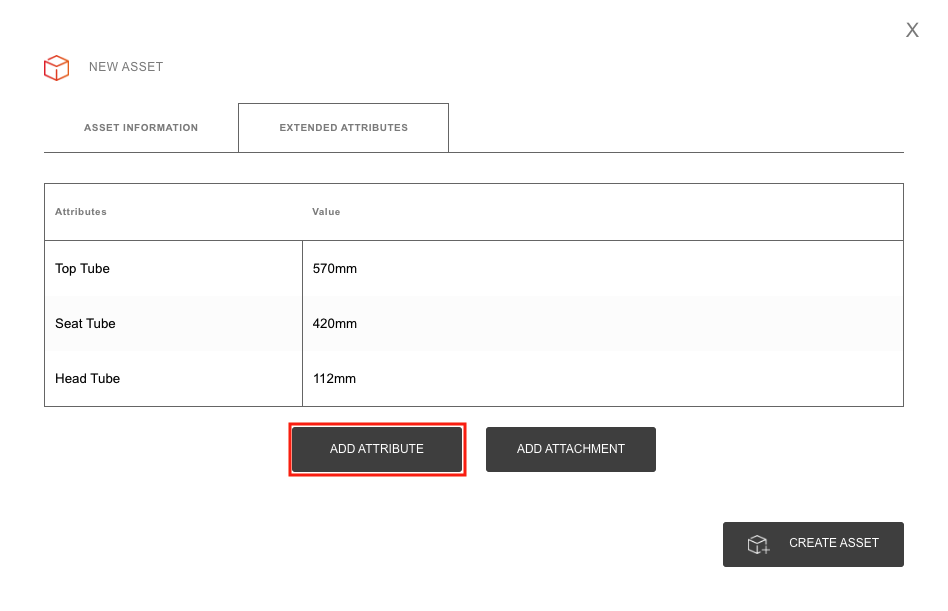 X
NEW ASSET
ASSET INFORMATION EXTENDED ATTRIBUTES
Attributes Value
Top Tube 570mm
Seat Tube 420mm
Head Tube 112mm
ADD ATTRIBUTE ADD ATTACHMENT
CREATE ASSET